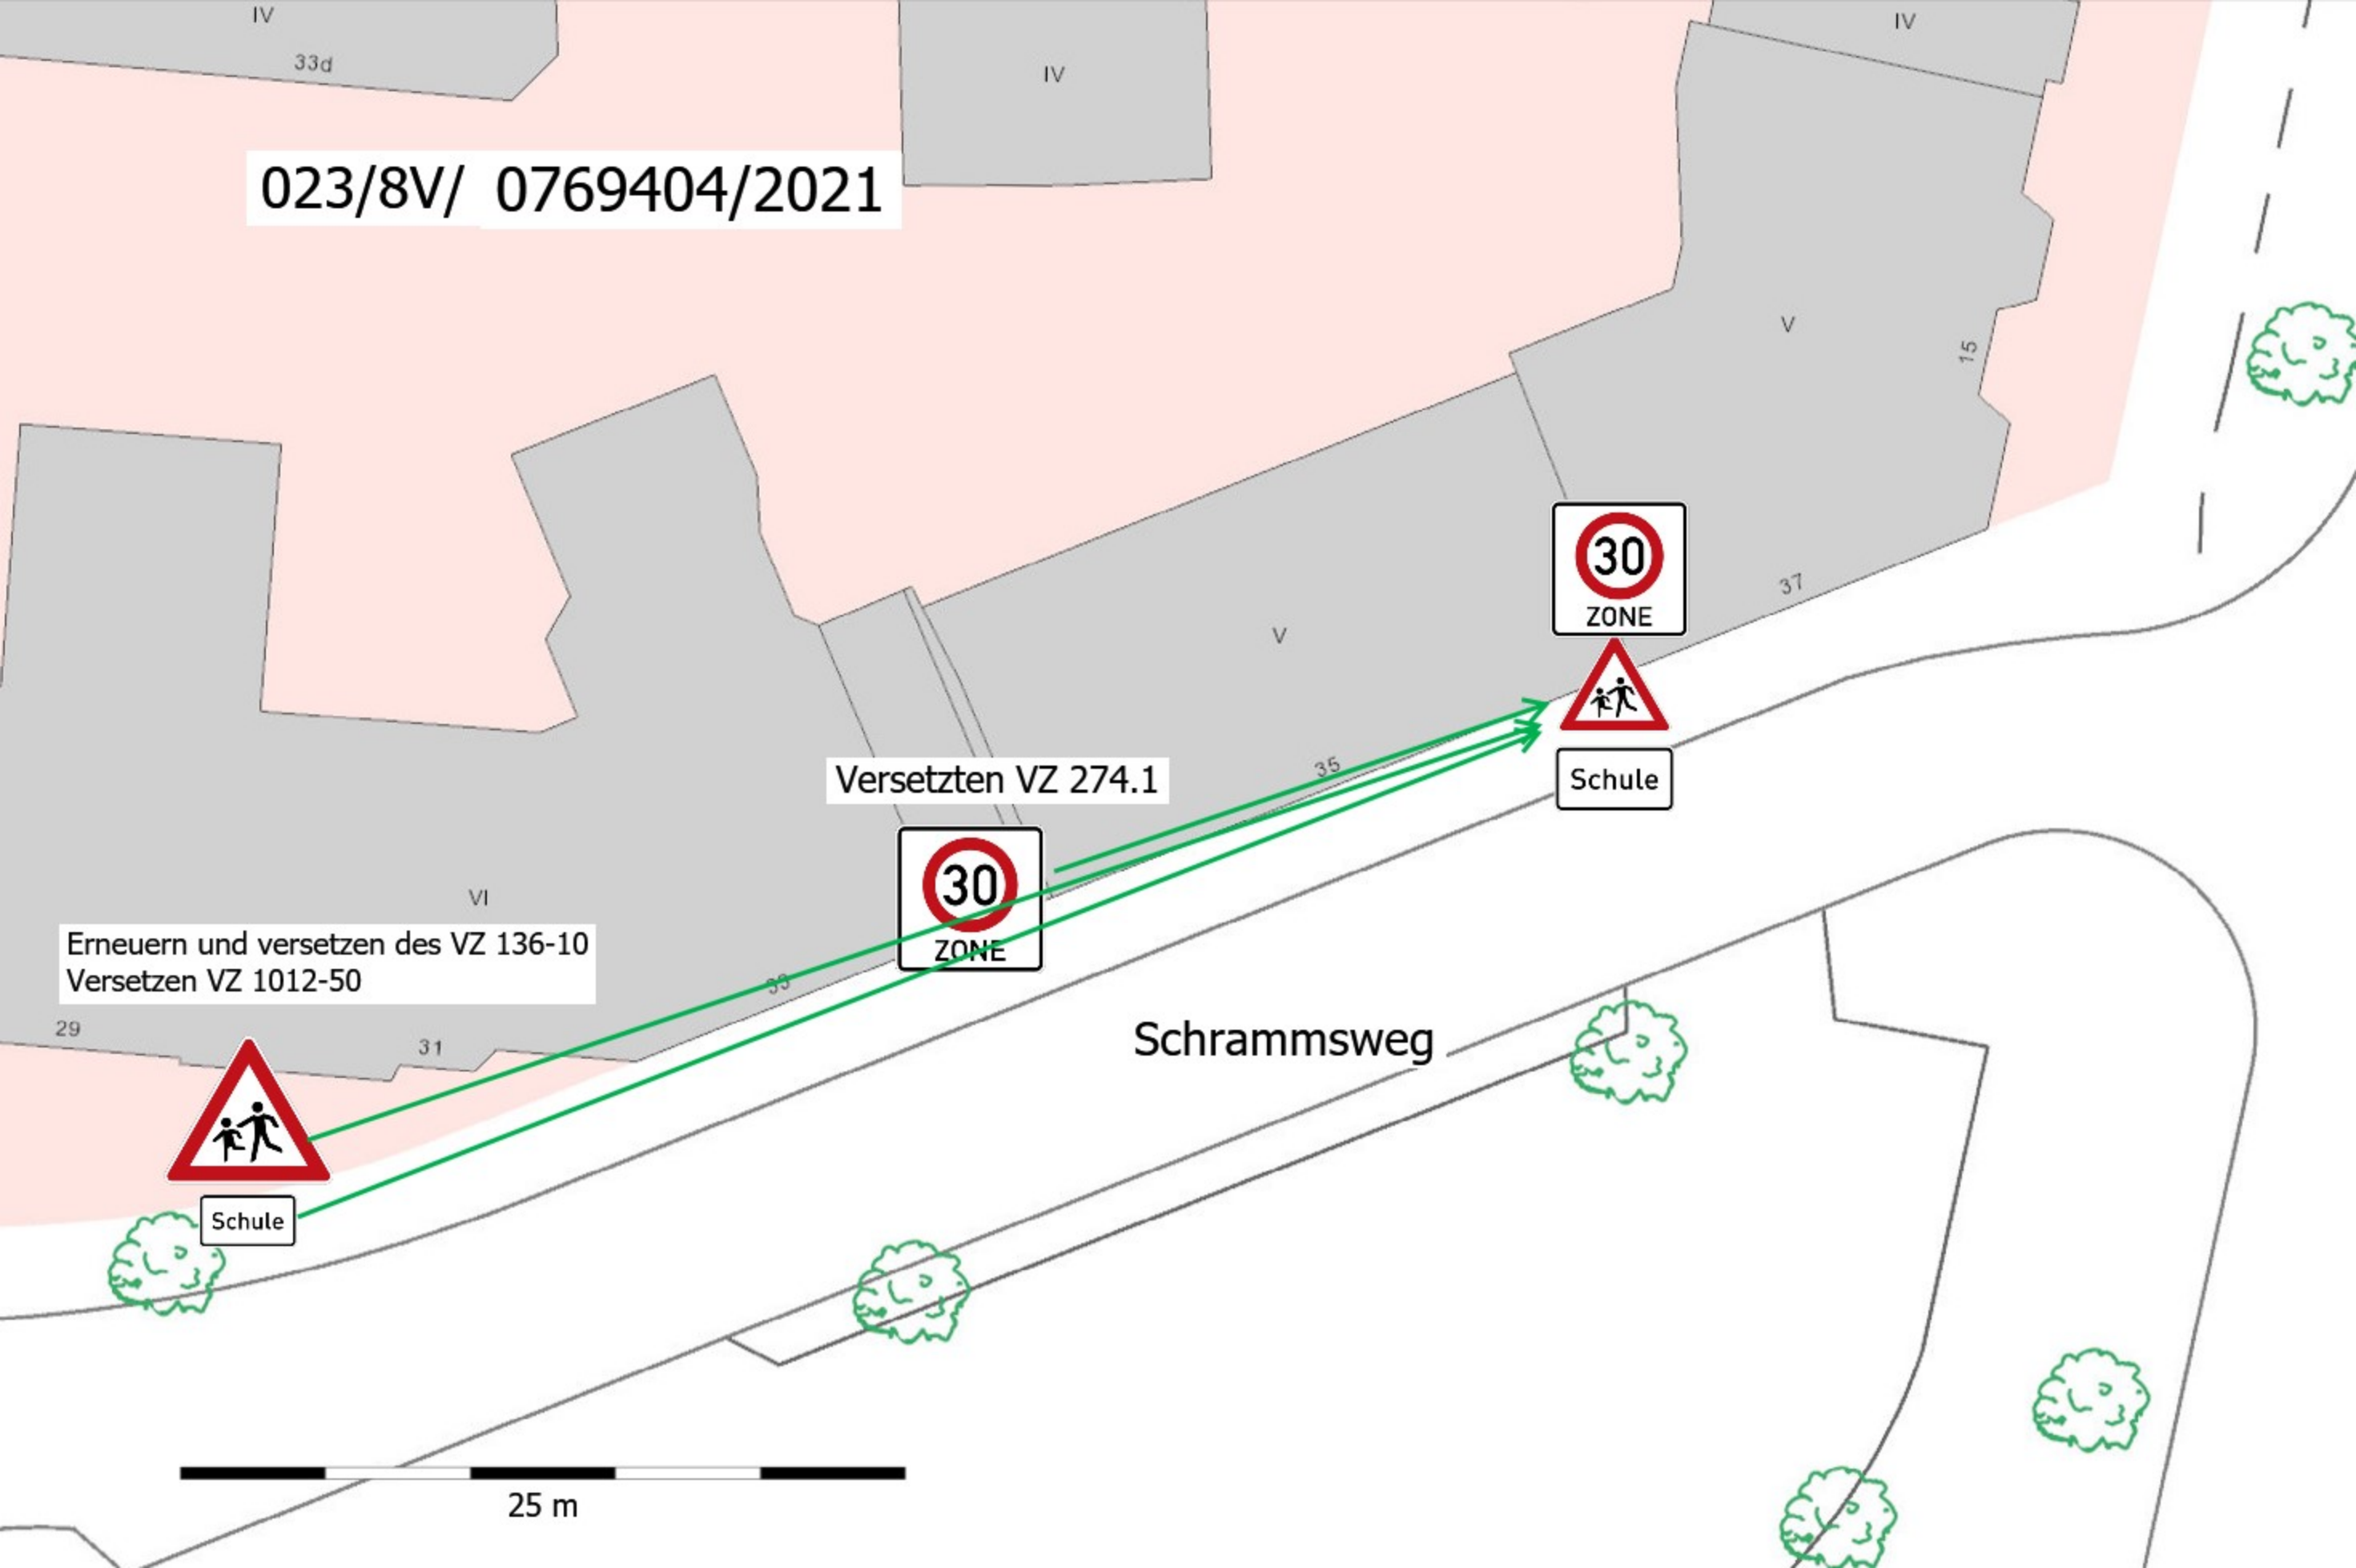 IV
IV
IV
33d
023/8V/ 0769404/2021
V
15
30
ZONE
37
V
Schule
35
Versetzten VZ 274.1
30
ZONE
VI
Erneuern und versetzen des VZ 136-10
Versetzen VZ 1012-50
33
29
31
Schrammsweg
Schule
25 m